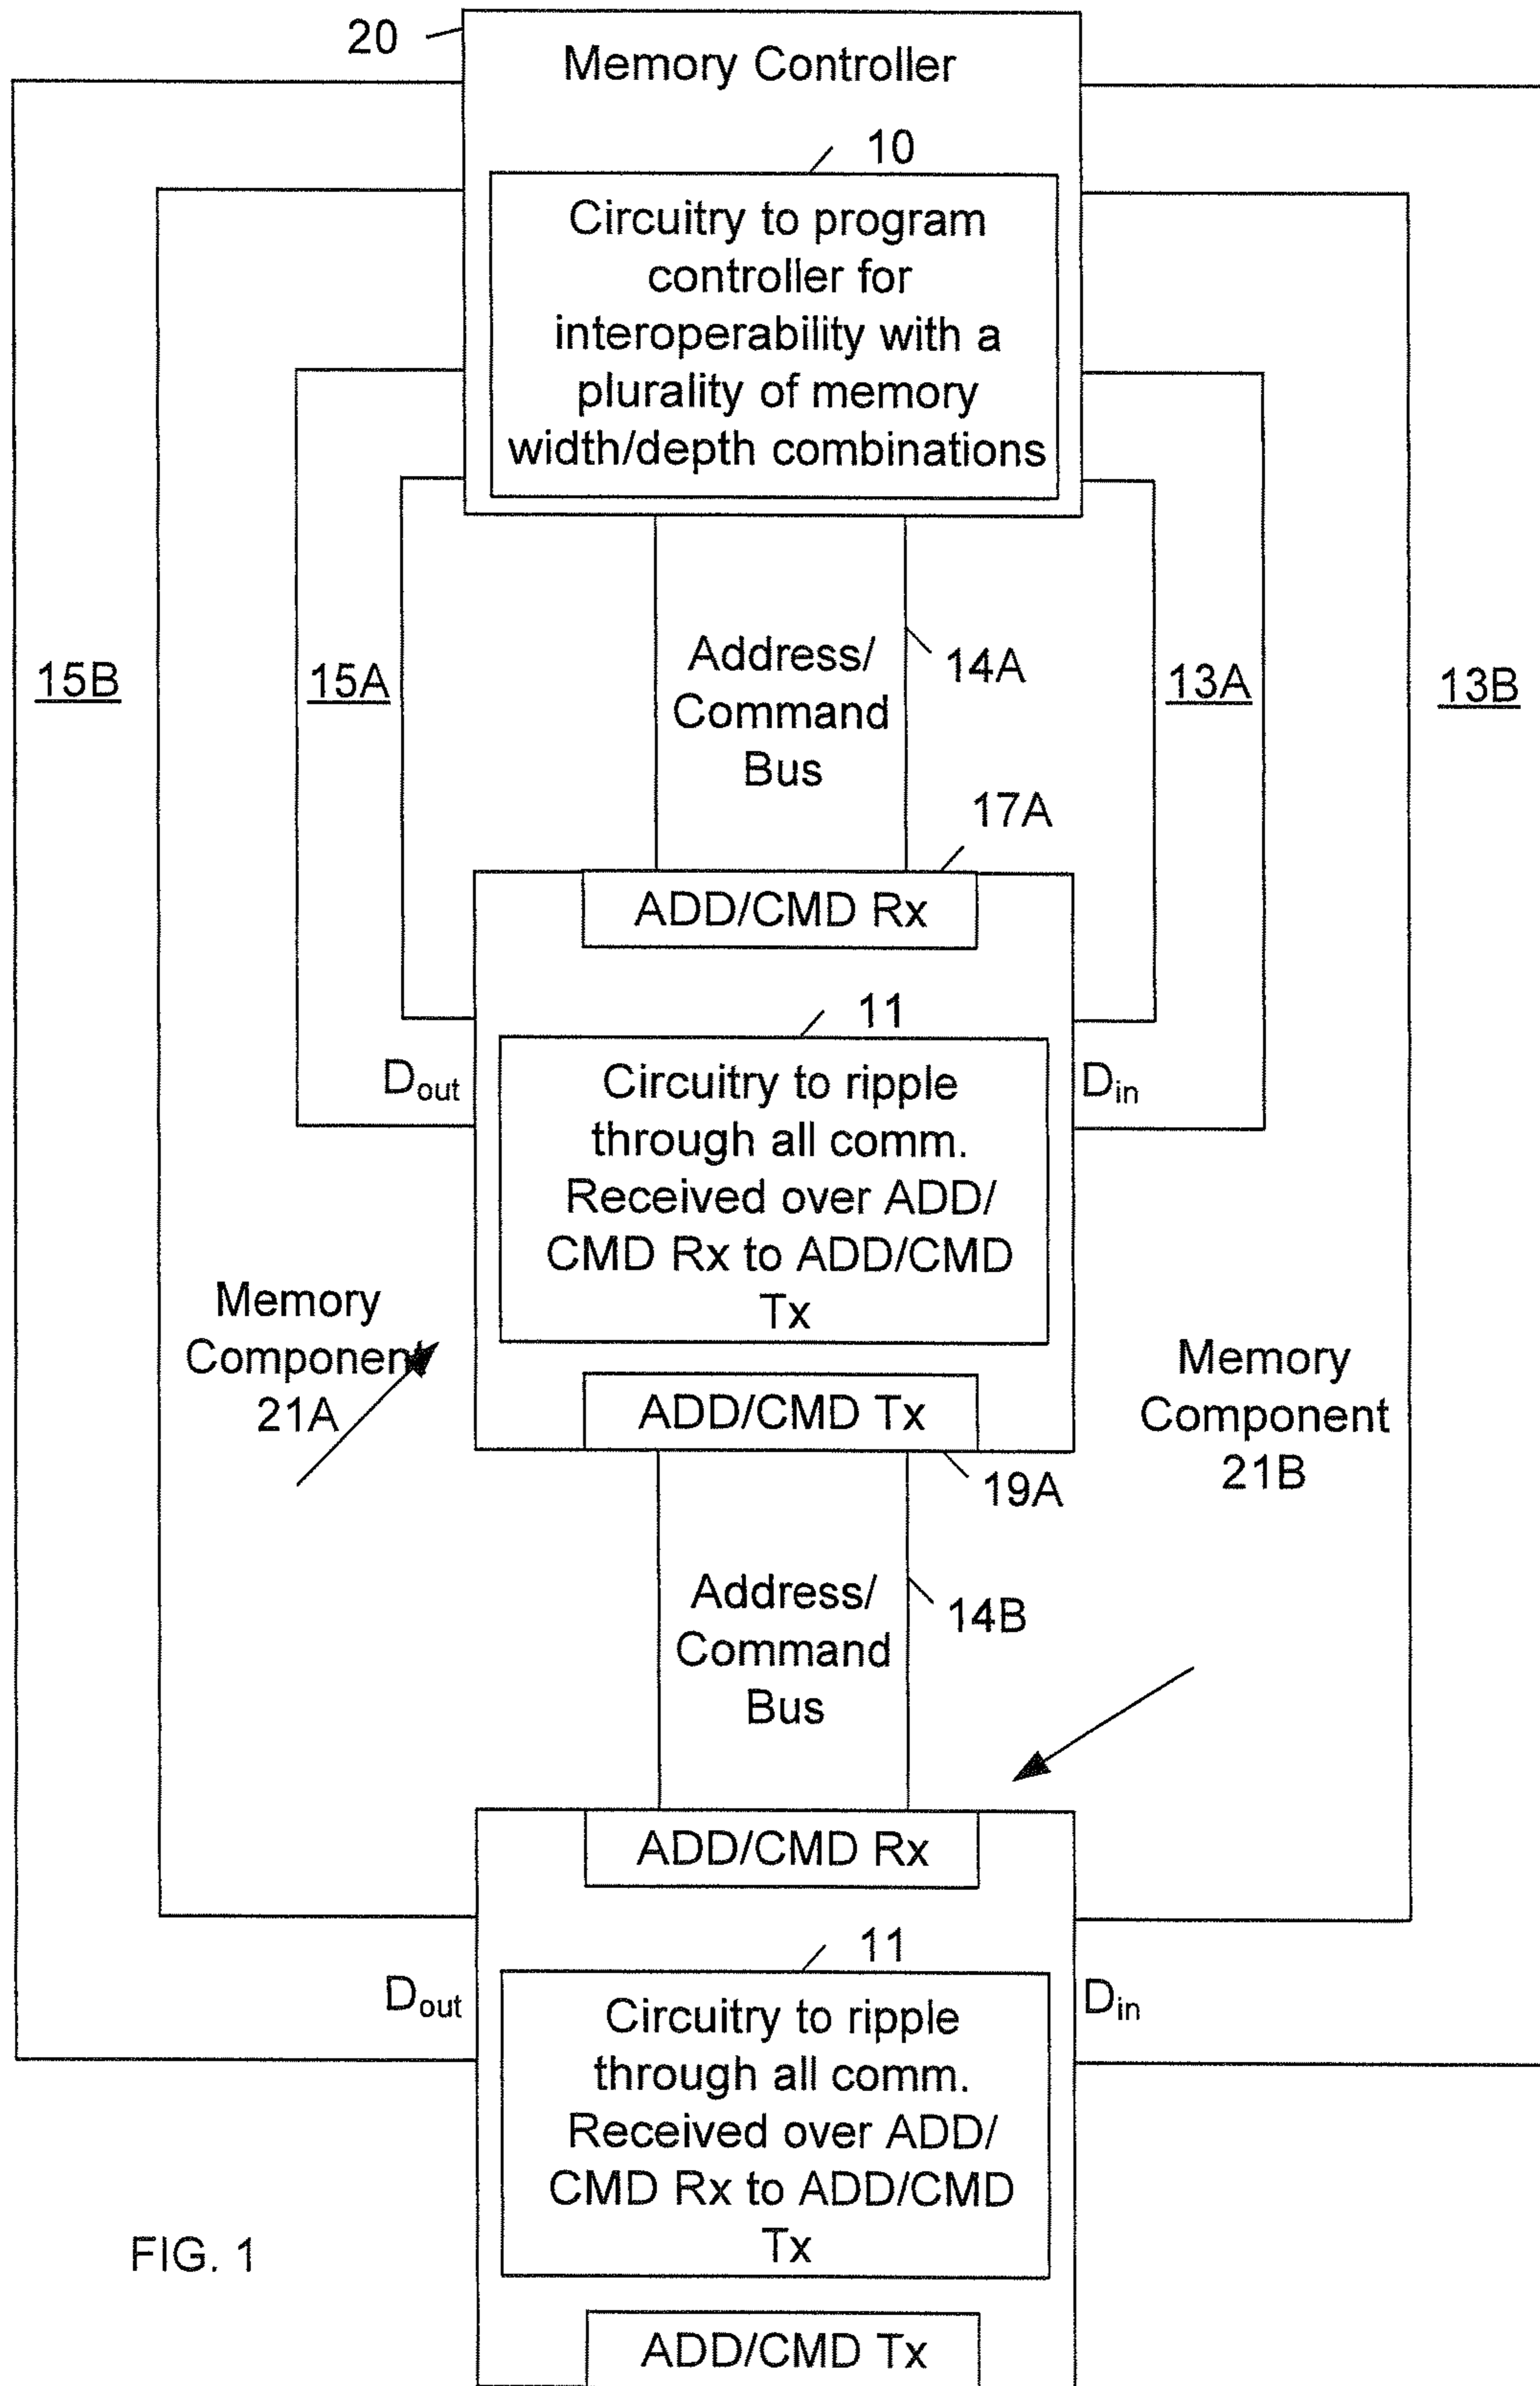 20
Memory Controller
10
Circuitry to program
controller for
interoperability with a
plurality of memory
width/depth combinations
15B
15A
Address/
Command
Bus
14A
13A
13B
17A
ADD/CMD Rx
11
Dout
Din
Circuitry to ripple
through all comm.
Received over ADD/
CMD Rx to ADD/CMD
Tx
Memory
Component
21A
ADD/CMD Tx
19A
Memory
Component
21B
Address/
Command
Bus
14B
ADD/CMD Rx
11
Dout
Din
Circuitry to ripple
through all comm.
Received over ADD/
CMD Rx to ADD/CMD
Tx
FIG. 1
ADD/CMD Tx